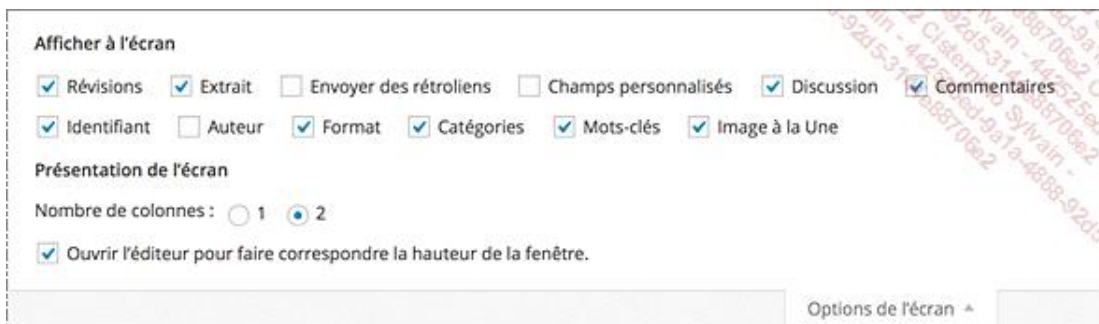 Afficher à l'écran
Révisions Extrait Envoyer des rétroliens Champs personnalisés Discussion Commentaires
Identifiant Auteur Format Catégories Mots-clés Image à la Une
Présentation de l'écran
Nombre de colonnes : 1 2
Ouvrir l'éditeur pour faire correspondre la hauteur de la fenêtre.
Options de l'écran